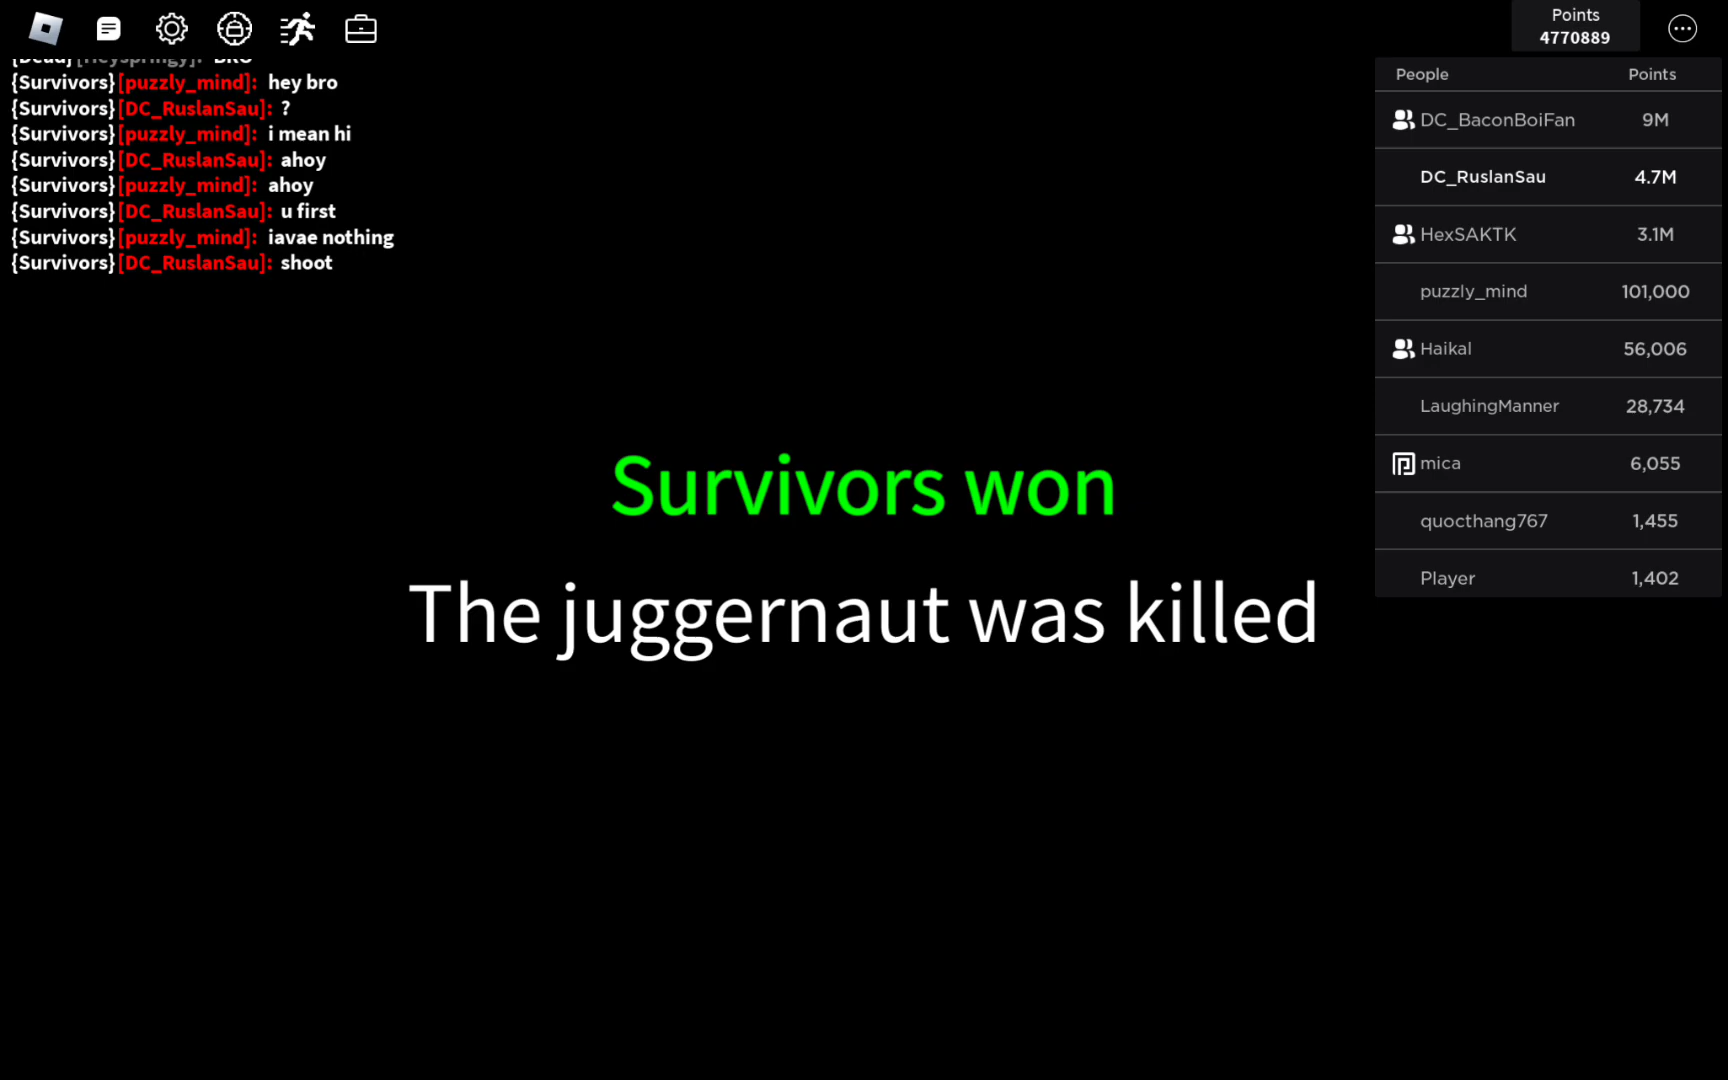 Points
4770889
[Dead] [Heyspringy]: BRO
{Survivors}[puzzly_mind]: hey bro
{Survivors}[DC_RuslanSau]: ?
{Survivors}[puzzly_mind]: i mean hi
{Survivors}[DC_RuslanSau]: ahoy
{Survivors}[puzzly_mind]: ahoy
{Survivors}[DC_RuslanSau]: u first
{Survivors}[puzzly_mind]: iavae nothing
{Survivors}[DC_RuslanSau]: shoot
People Points
DC_BaconBoiFan 9M
DC_RuslanSau 4.7M
HexSAKTK 3.1M
puzzly_mind 101,000
Haikal 56,006
LaughingManner 28,734
mica 6,055
quocthang767 1,455
Player 1,402
Survivors won
The juggernaut was killed